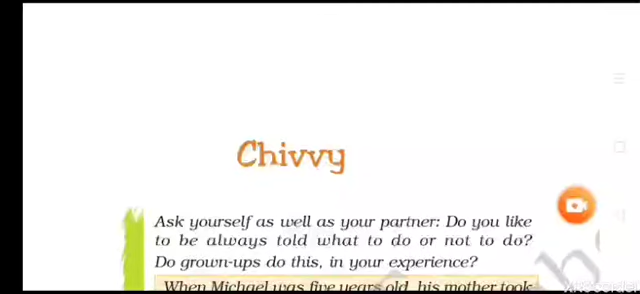 Chivvy
Ask yourself as well as your partner: Do you like
to be always told what to do or not to do?
Do grown-ups do this, in your experience?
When Michael was five years old, his mother took